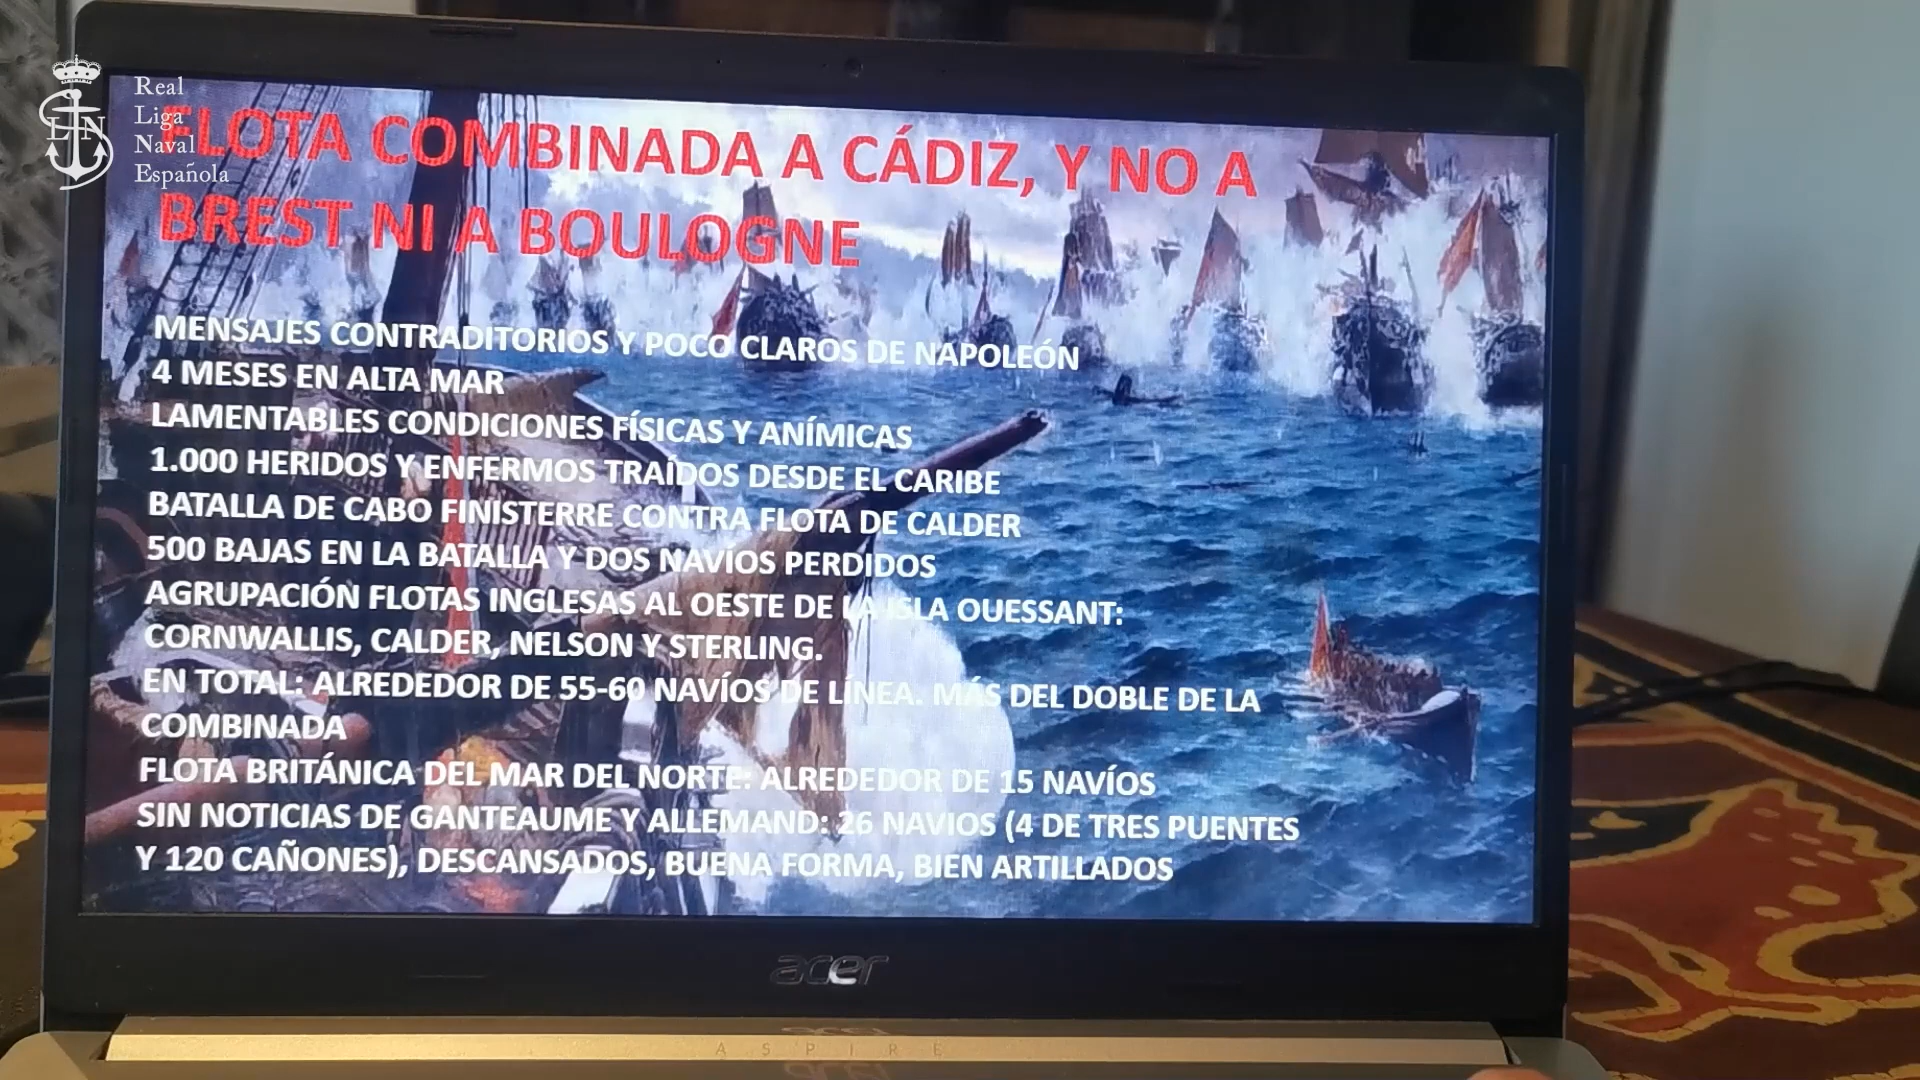 Real
Liga
Naval
Española
LN
FLOTA COMBINADA A CÁDIZ, Y NO A
BREST NI A BOULOGNE
MENSAJES CONTRADITORIOS Y POCO CLAROS DE NAPOLEÓN
4 MESES EN ALTA MAR
LAMENTABLES CONDICIONES FÍSICAS Y ANÍMICAS
1.000 HERIDOS Y ENFERMOS TRAÍDOS DESDE EL CARIBE
BATALLA DE CABO FINISTERRE CONTRA FLOTA DE CALDER
500 BAJAS EN LA BATALLA Y DOS NAVÍOS PERDIDOS
AGRUPACIÓN FLOTAS INGLESAS AL OESTE DE LA ISLA OUESSANT:
CORNWALLIS, CALDER, NELSON Y STERLING.
EN TOTAL: ALREDEDOR DE 55-60 NAVÍOS DE LÍNEA. MÁS DEL DOBLE DE LA
COMBINADA
FLOTA BRITÁNICA DEL MAR DEL NORTE: ALREDEDOR DE 15 NAVÍOS
SIN NOTICIAS DE GANTEAUME Y ALLEMAND: 26 NAVIOS (4 DE TRES PUENTES
Y 120 CAÑONES), DESCANSADOS, BUENA FORMA, BIEN ARTILLADOS
acer
ASPIRE